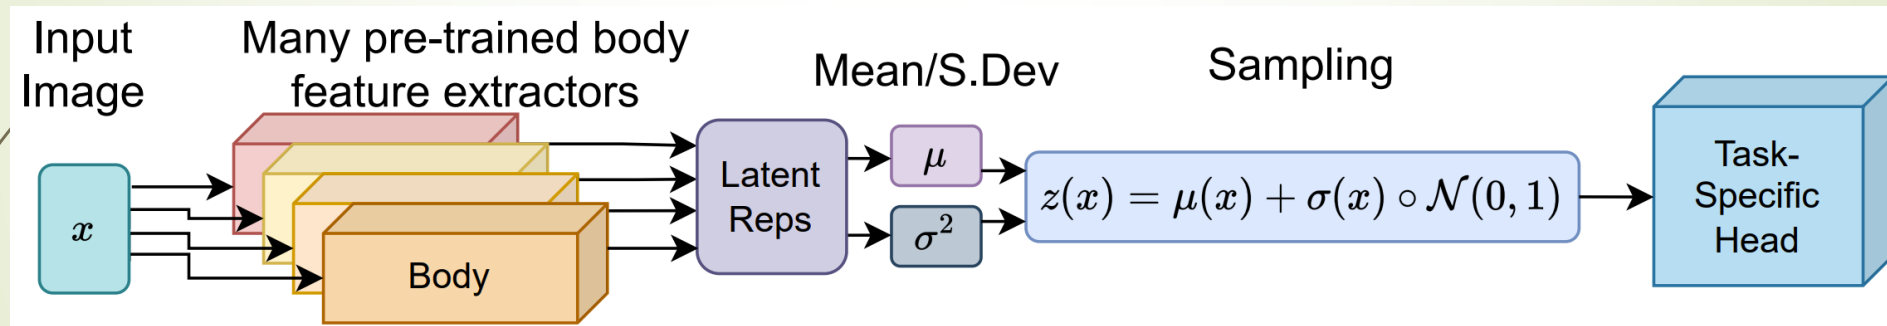 Input
Image
Many pre-trained body
feature extractors
Mean/S.Dev
Sampling
x
Body
Latent
Reps
μ
σ²
z(x) = μ(x) + σ(x) ∘ 𝒩(0, 1)
Task-
Specific
Head